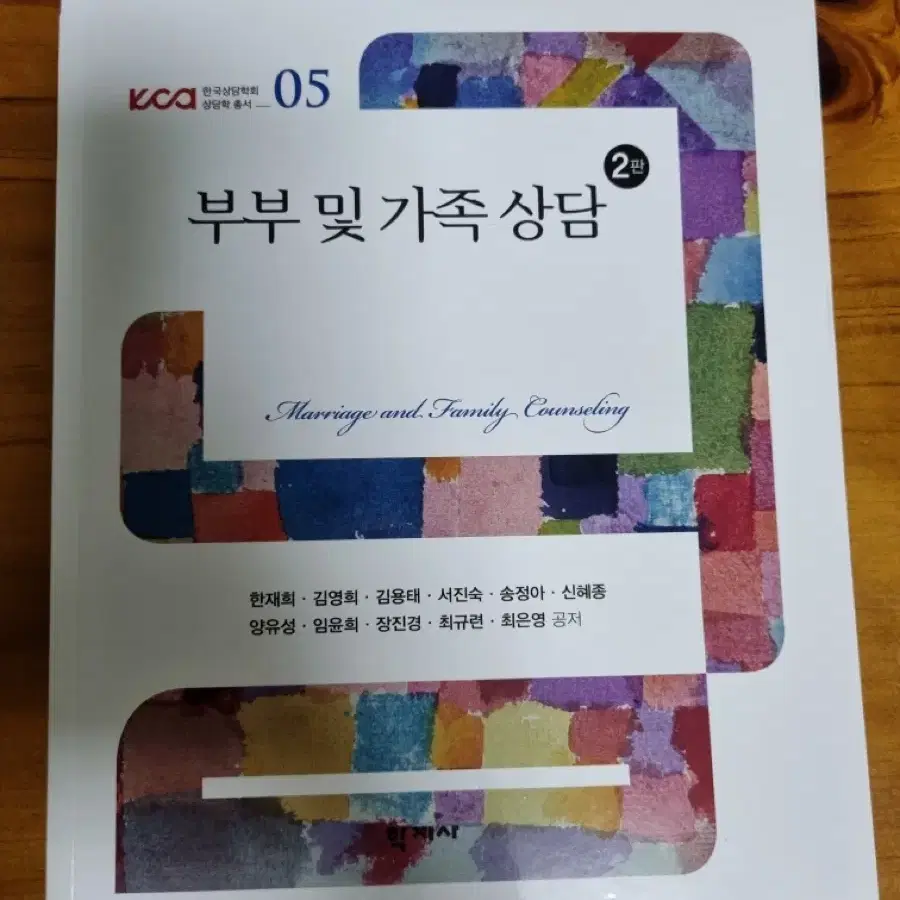 KCA 한국상담학회
상담학 총서 05
2판
부부 및 가족 상담
Marriage and Family Counseling
한재희 · 김영희 · 김용태 · 서진숙 · 송정아 · 신혜종
양유성 · 임윤희 · 장진경 · 최규련 · 최은영 공저
학지사